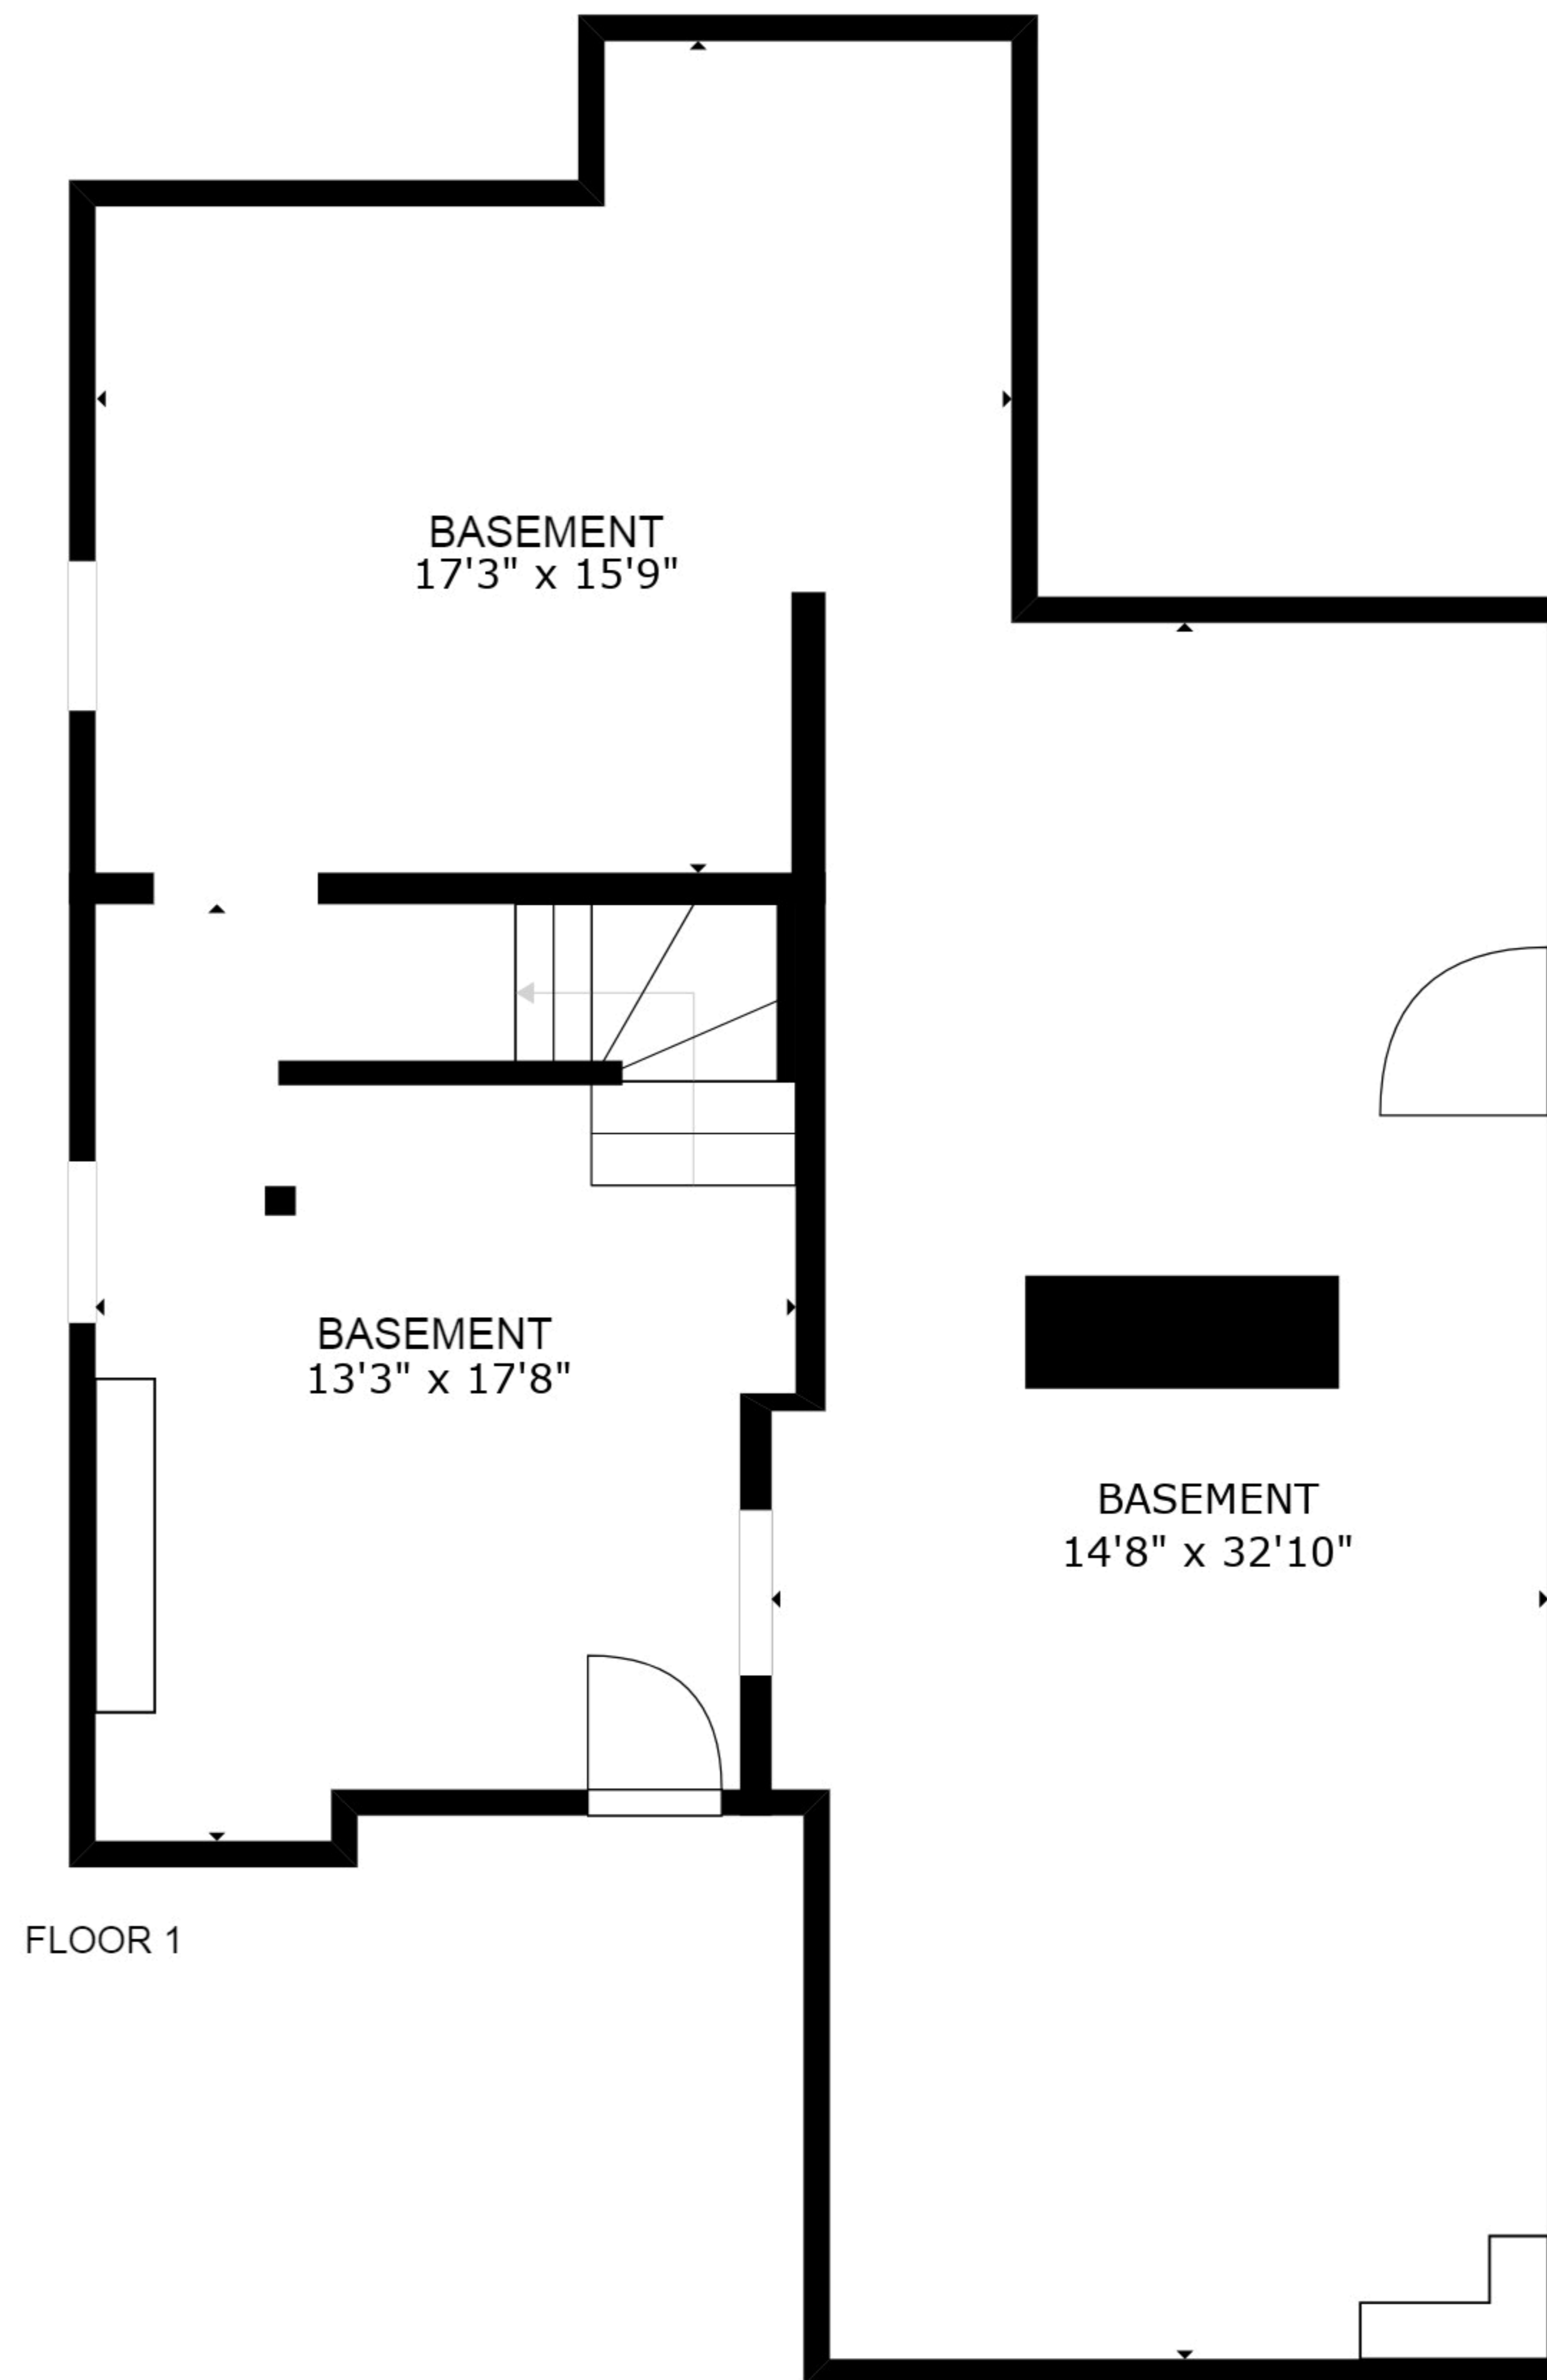 BASEMENT
17'3" x 15'9"
BASEMENT
13'3" x 17'8"
BASEMENT
14'8" x 32'10"
FLOOR 1